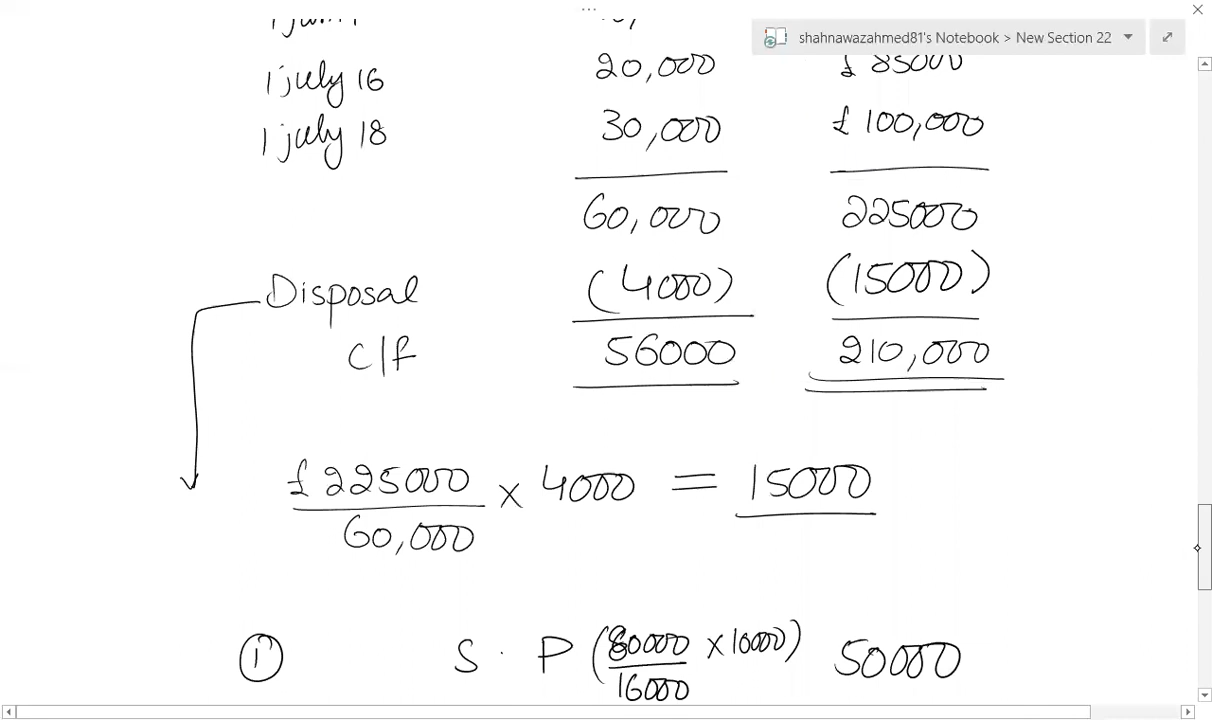 shahnawazahmed81's Notebook > New Section 22
1 july 16 20,000 £ 85000
1 july 18 30,000 £ 100,000
60,000 225000
Disposal (4000) (15000)
C/f 56000 210,000
£225000 × 4000 = 15000
60,000
1 S. P (80000 × 10000) 50000
16000